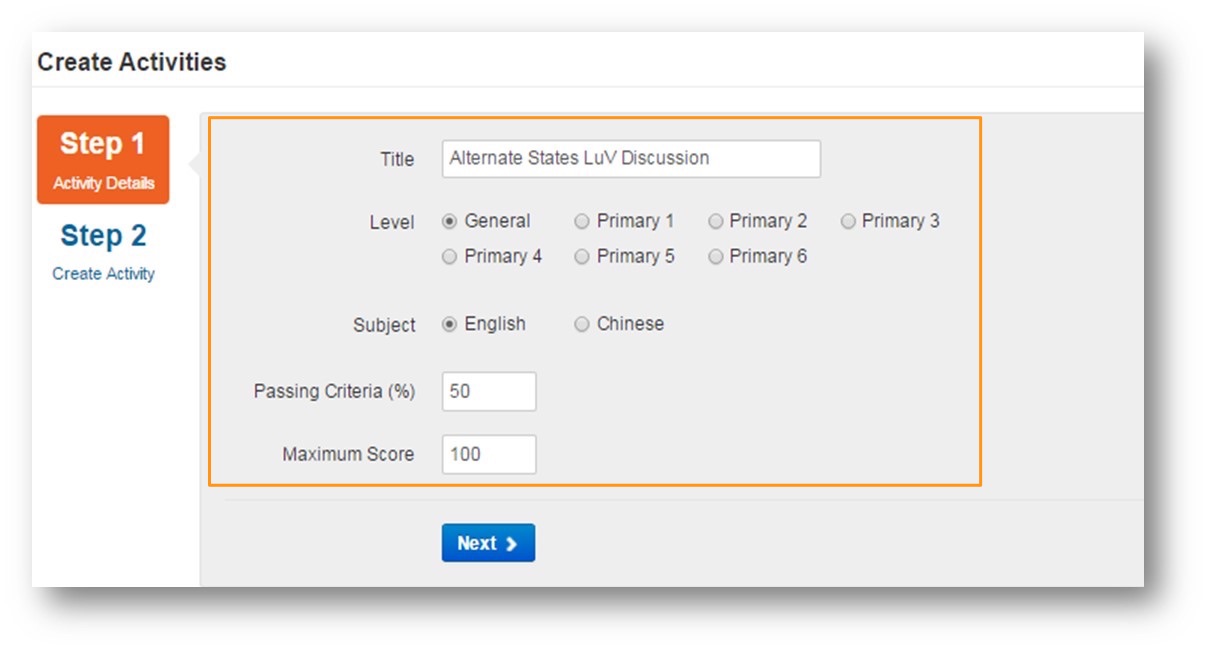 Create Activities
Step 1
Activity Details
Step 2
Create Activity
Title Alternate States LuV Discussion
Level General Primary 1 Primary 2 Primary 3
Primary 4 Primary 5 Primary 6
Subject English Chinese
Passing Criteria (%) 50
Maximum Score 100
Next